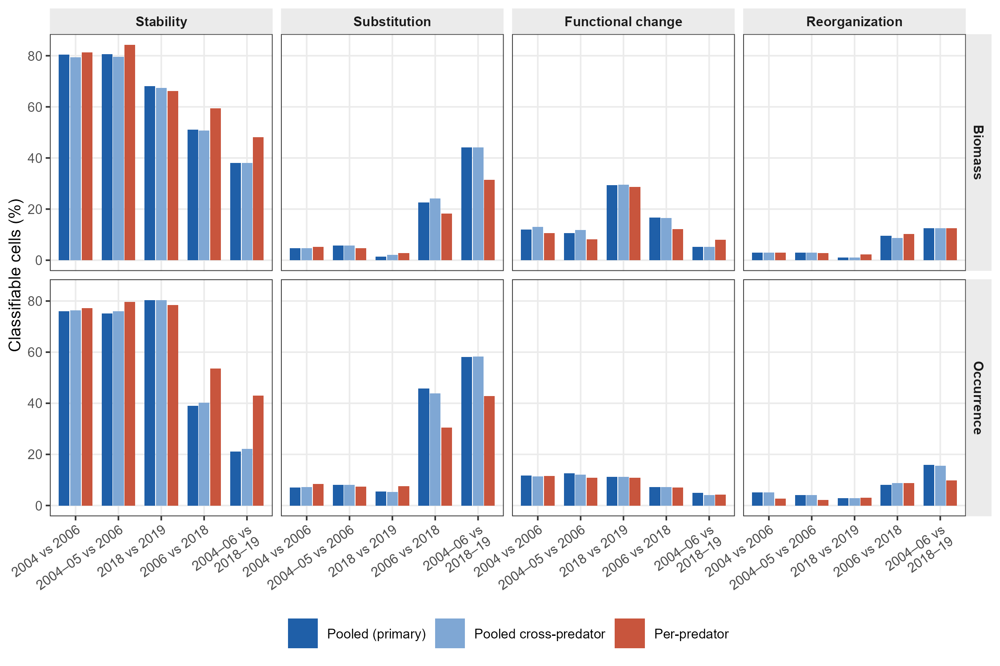 Stability
Substitution
Functional change
Reorganization
Classifiable cells (%)
80
60
40
20
0
Biomass
80
60
40
20
0
Occurrence
2004 vs 2006
2004–05 vs 2006
2018 vs 2019
2006 vs 2018
2004–06 vs
2018–19
2004 vs 2006
2004–05 vs 2006
2018 vs 2019
2006 vs 2018
2004–06 vs
2018–19
2004 vs 2006
2004–05 vs 2006
2018 vs 2019
2006 vs 2018
2004–06 vs
2018–19
2004 vs 2006
2004–05 vs 2006
2018 vs 2019
2006 vs 2018
2004–06 vs
2018–19
Pooled (primary)
Pooled cross-predator
Per-predator